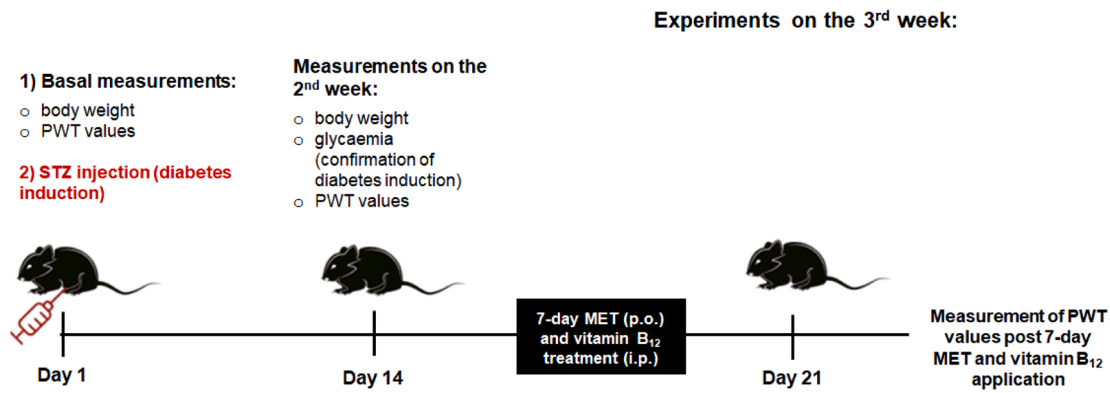 Experiments on the 3rd week:
1) Basal measurements:
o body weight
o PWT values
2) STZ injection (diabetes
induction)
Measurements on the
2nd week:
o body weight
o glycaemia
(confirmation of
diabetes induction)
o PWT values
7-day MET (p.o.)
and vitamin B12
treatment (i.p.)
Day 1
Day 14
Day 21
Measurement of PWT
values post 7-day
MET and vitamin B12
application